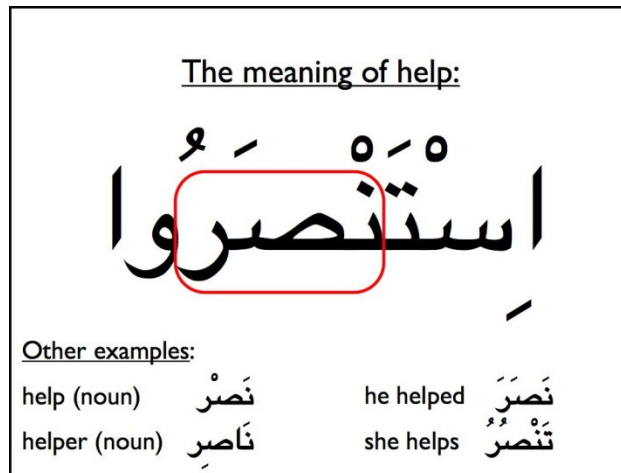 The meaning of help:
اِسْتَنْصَرُوا
Other examples:
help (noun) نَصْر he helped نَصَرَ
helper (noun) نَاصِر she helps تَنْصُرُ